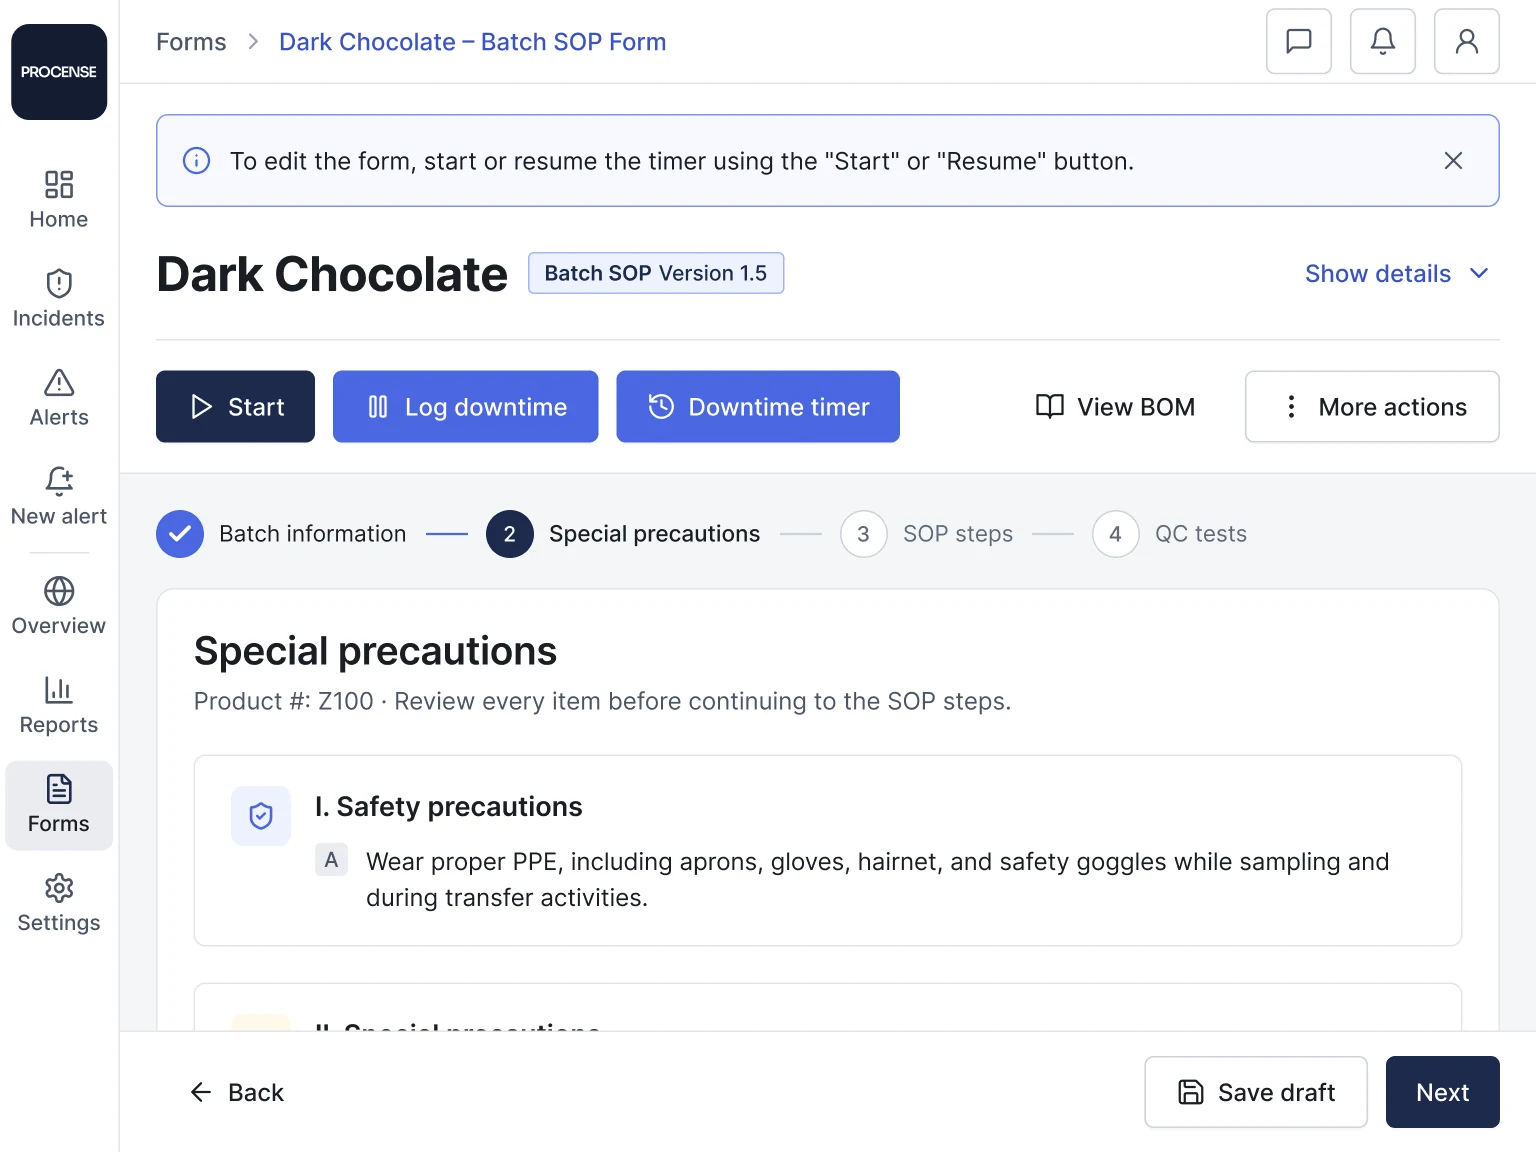 PROCENSE
Forms
Dark Chocolate – Batch SOP Form
Home
Incidents
Alerts
New alert
Overview
Reports
Forms
Settings
To edit the form, start or resume the timer using the "Start" or "Resume" button.
Dark Chocolate
Batch SOP Version 1.5
Show details
Start
Log downtime
Downtime timer
View BOM
More actions
Batch information
2
Special precautions
3
SOP steps
4
QC tests
Special precautions
Product #: Z100 · Review every item before continuing to the SOP steps.
I. Safety precautions
A
Wear proper PPE, including aprons, gloves, hairnet, and safety goggles while sampling and
during transfer activities.
II. Special precautions
Back
Save draft
Next